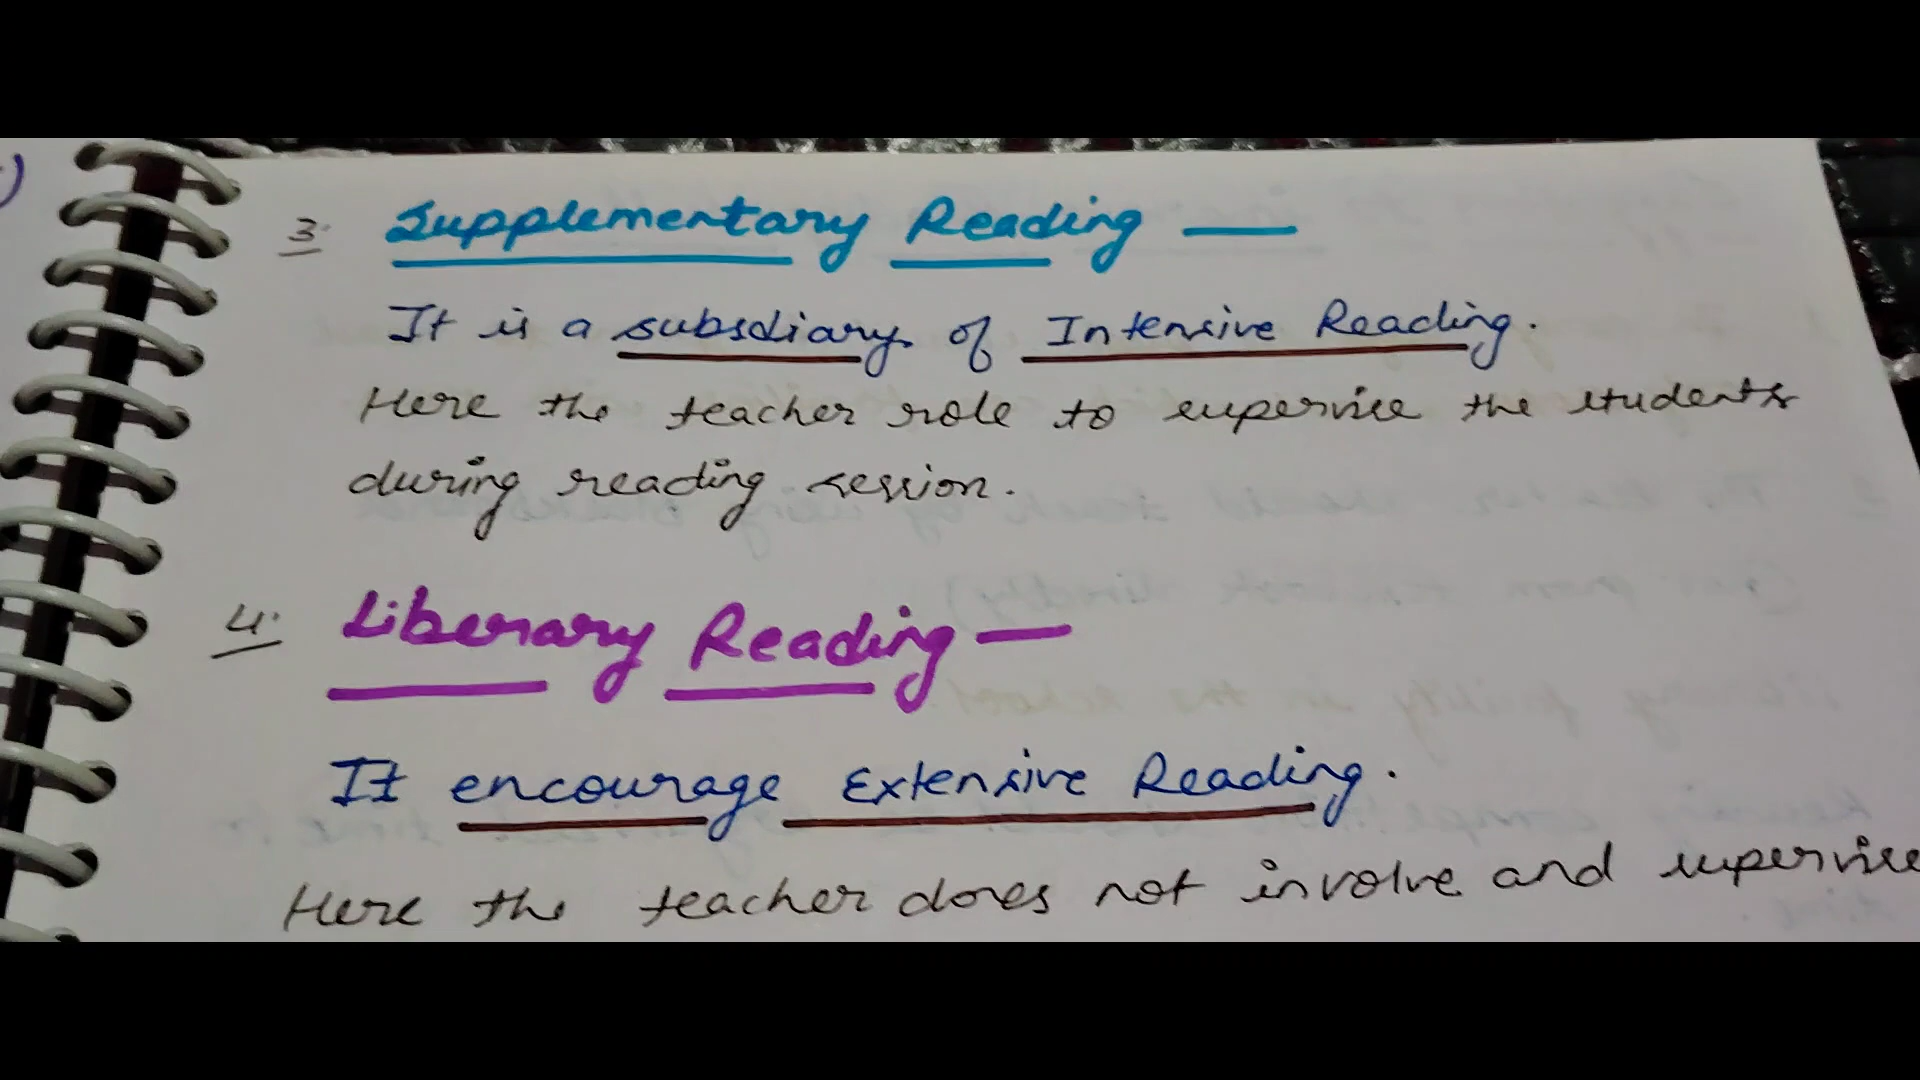 3. Supplementary Reading —
It is a subsdiary of Intensive Reading.
Here the teacher role to supervise the students
during reading session.
4. Liberary Reading —
It encourage Extensive Reading.
Here the teacher does not involve and supervise